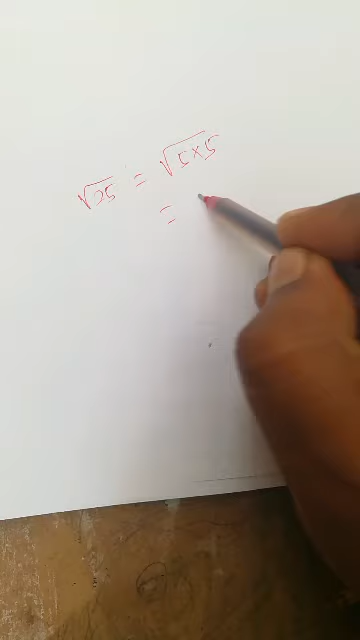 √25 = √5×5
=